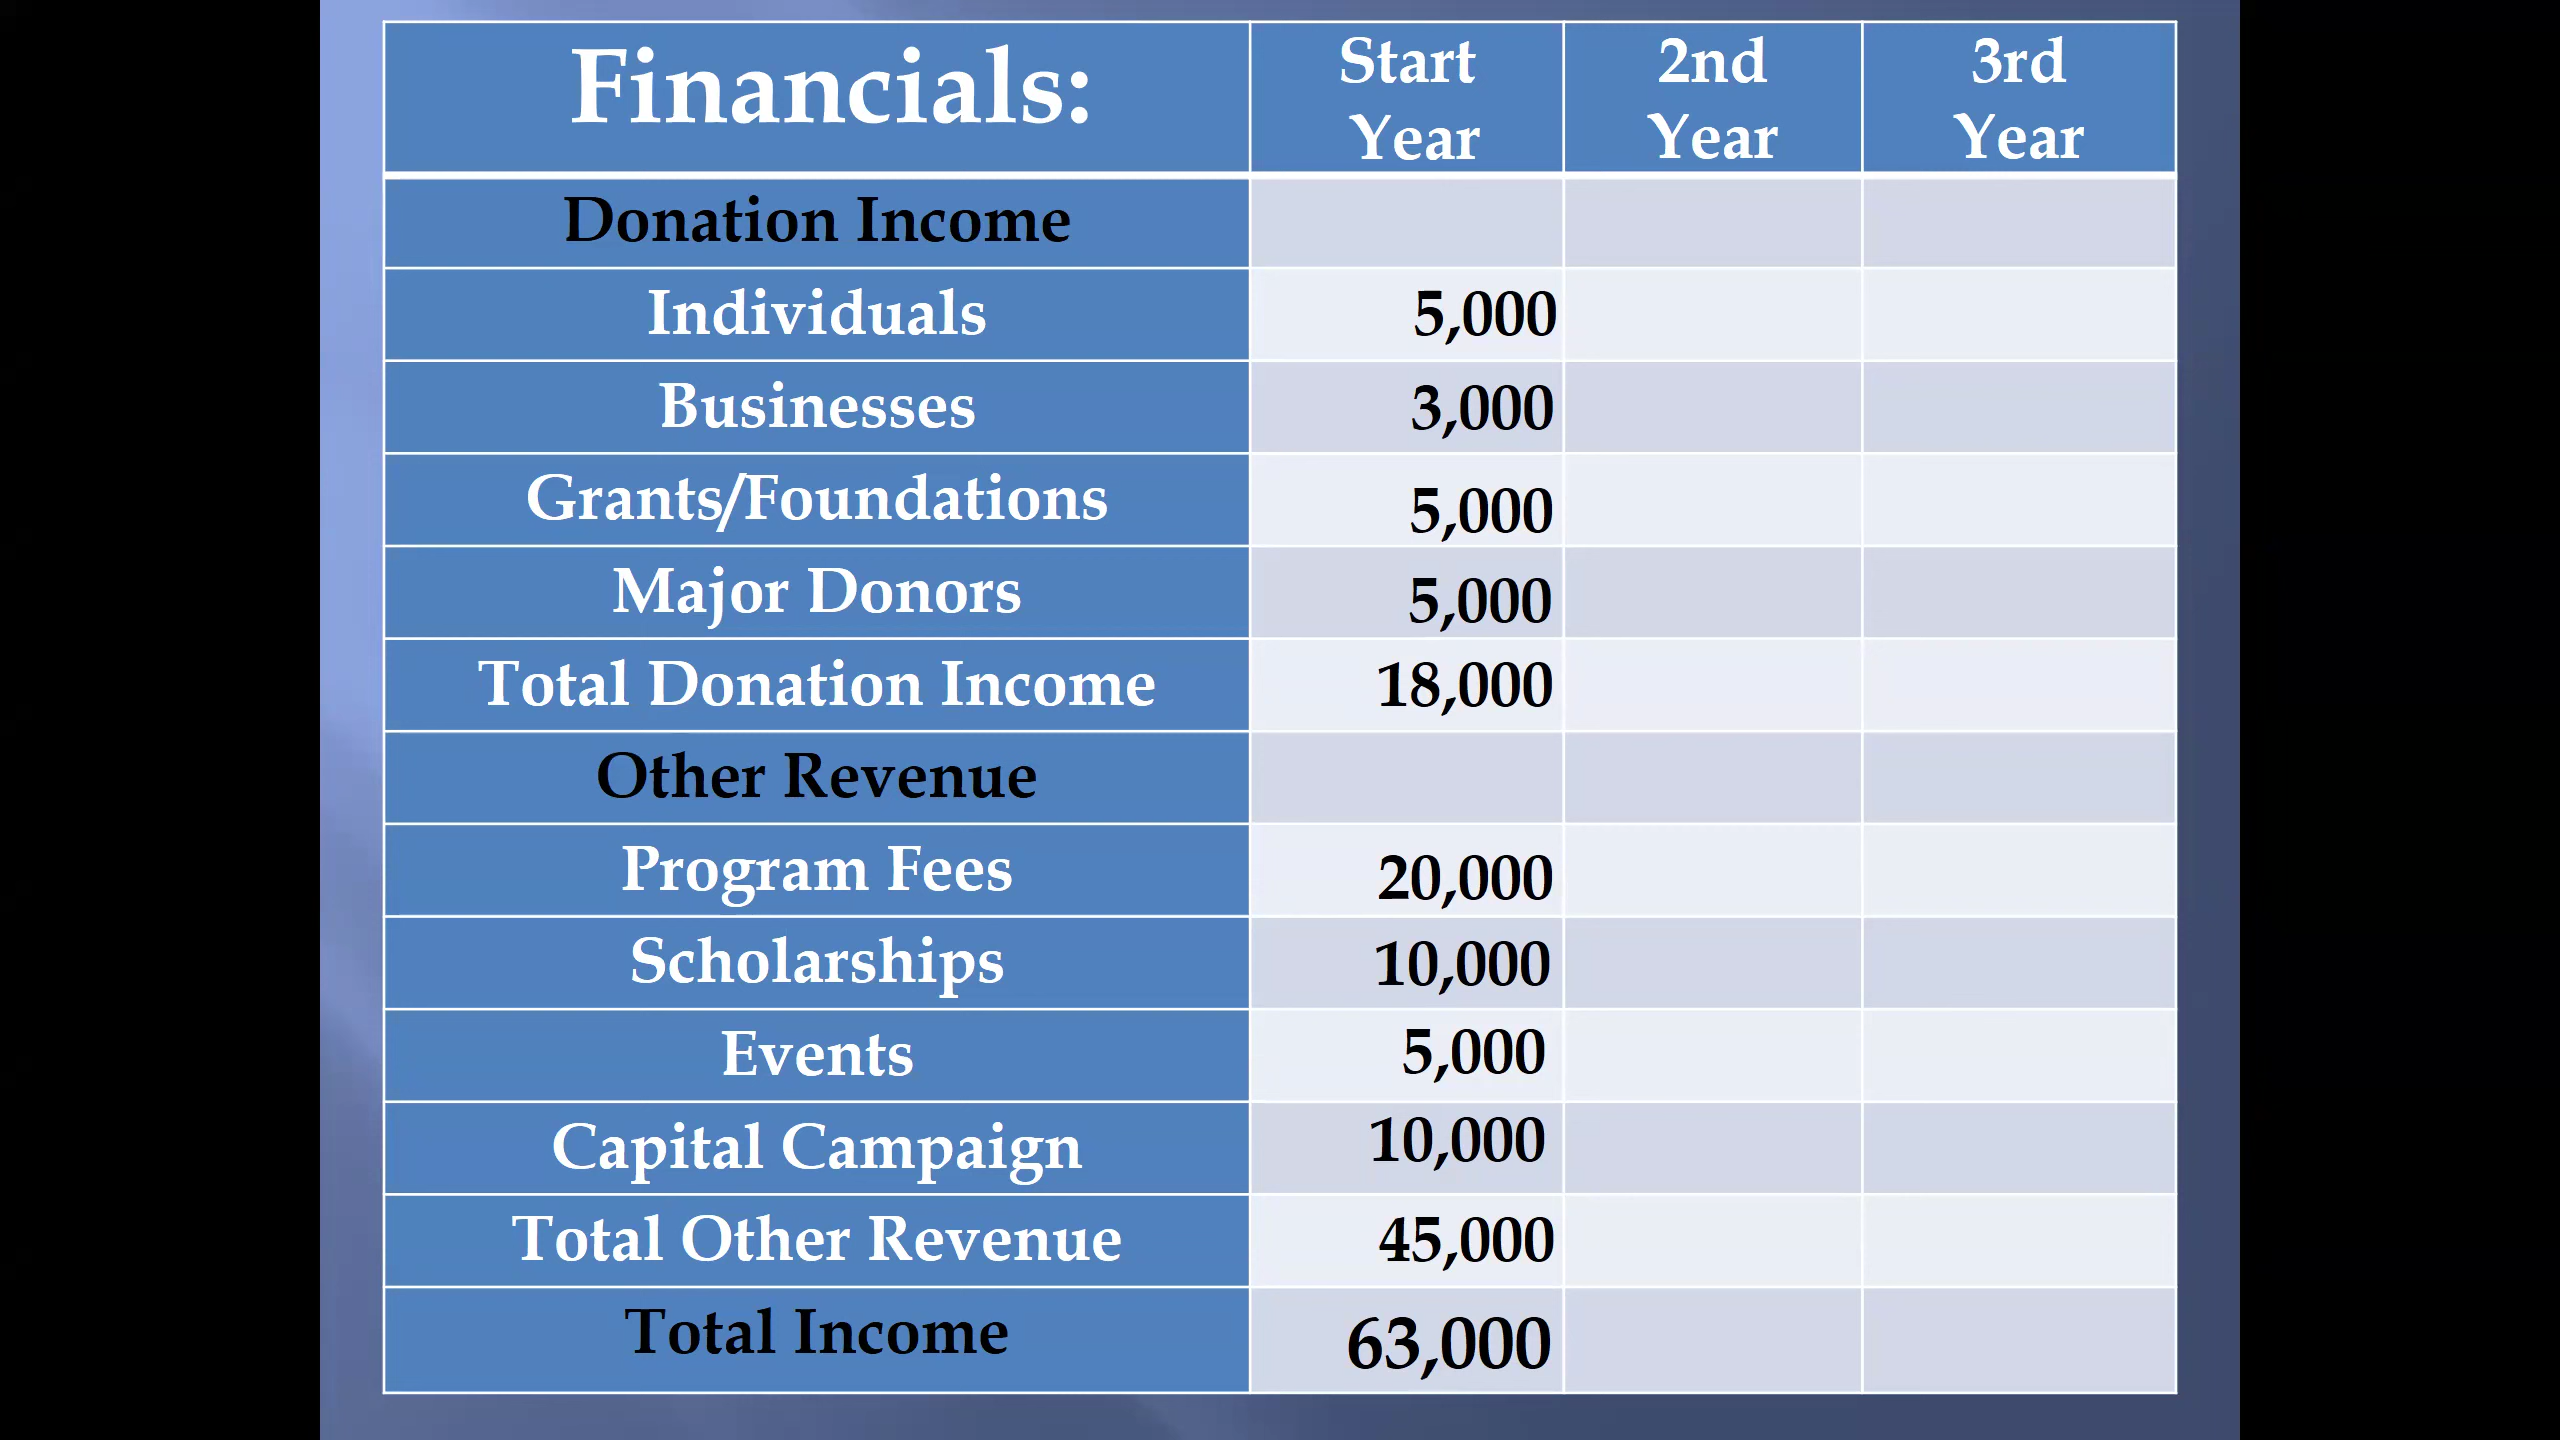 Financials: Start Year 2nd Year 3rd Year
Donation Income
Individuals 5,000
Businesses 3,000
Grants/Foundations 5,000
Major Donors 5,000
Total Donation Income 18,000
Other Revenue
Program Fees 20,000
Scholarships 10,000
Events 5,000
Capital Campaign 10,000
Total Other Revenue 45,000
Total Income 63,000